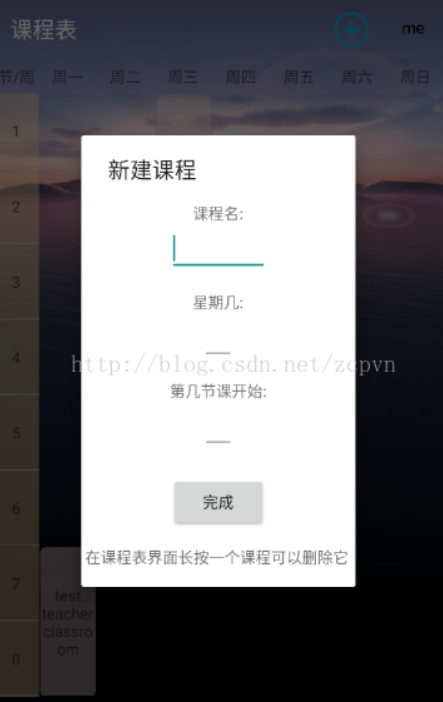 课程表
me
节/周 周一 周二 周三 周四 周五 周六 周日
1
2
3
4
5
6
7
8
新建课程
课程名:
星期几:
http://blog.csdn.net/zcpvn
第几节课开始:
完成
在课程表界面长按一个课程可以删除它
test
teacher
classro
om